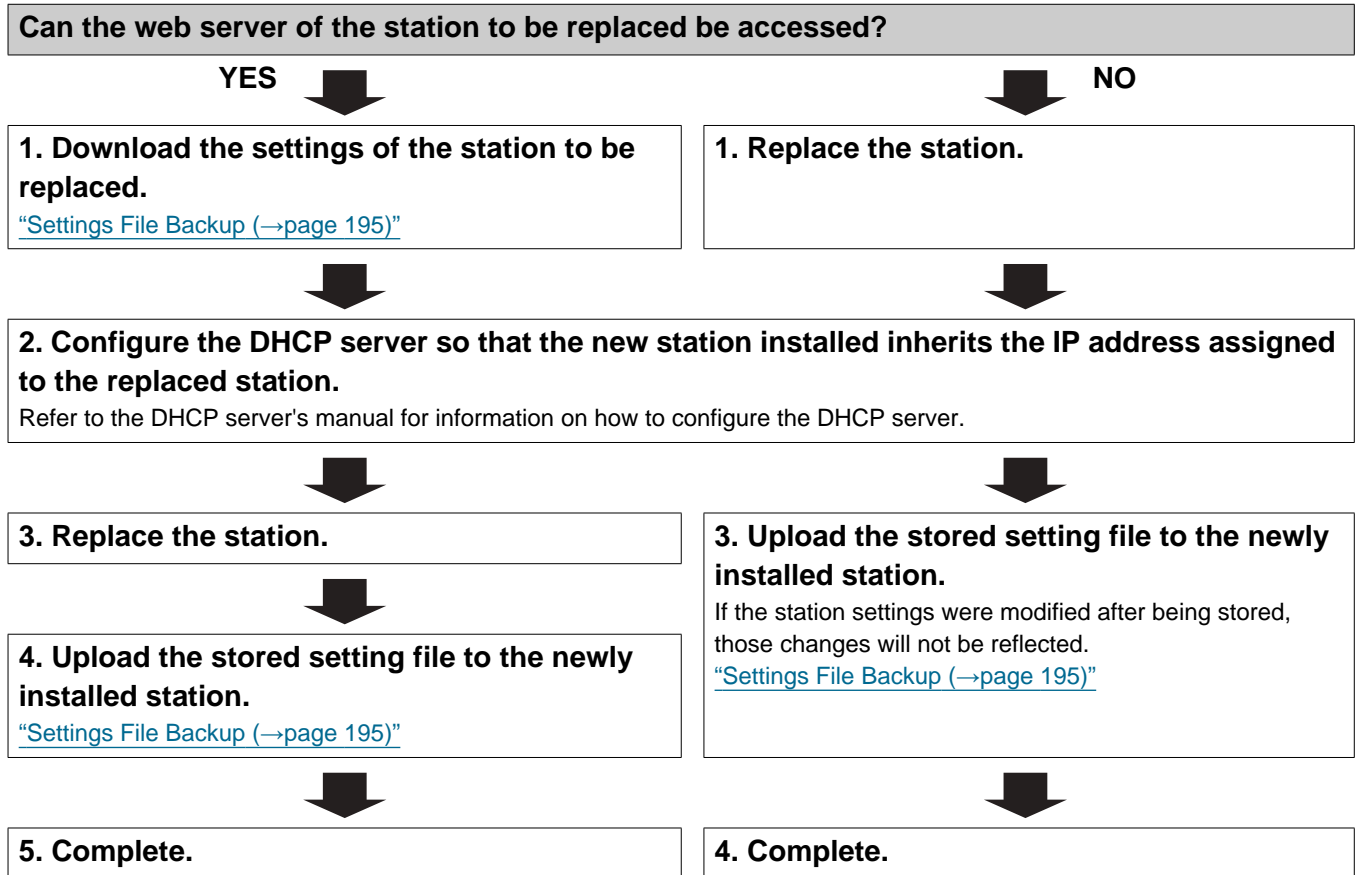 Can the web server of the station to be replaced be accessed?
YES
NO
1. Download the settings of the station to be
replaced.
“Settings File Backup (→page 195)”
1. Replace the station.
2. Configure the DHCP server so that the new station installed inherits the IP address assigned
to the replaced station.
Refer to the DHCP server's manual for information on how to configure the DHCP server.
3. Replace the station.
4. Upload the stored setting file to the newly
installed station.
“Settings File Backup (→page 195)”
3. Upload the stored setting file to the newly
installed station.
If the station settings were modified after being stored,
those changes will not be reflected.
“Settings File Backup (→page 195)”
5. Complete.
4. Complete.